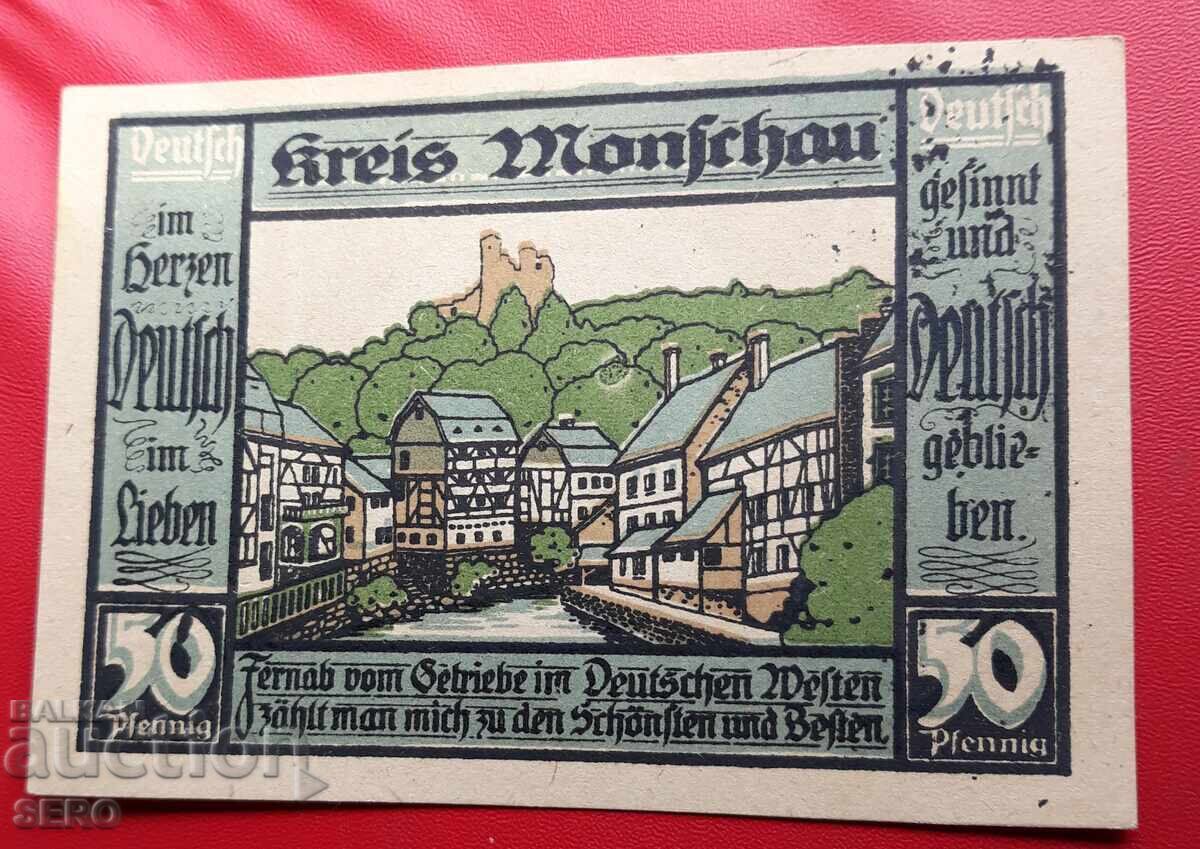 Kreis Monschau
Deutsch
im
Herzen
Deutsch
im
Lieben
Deutsch
gesinnt
und
Deutsch
geblie=
ben.
50
Pfennig
Fernab vom Getriebe im Deutschen Westen
zählt man mich zu den Schönsten und Besten.
50
Pfennig
BALKAN
auction
SERO